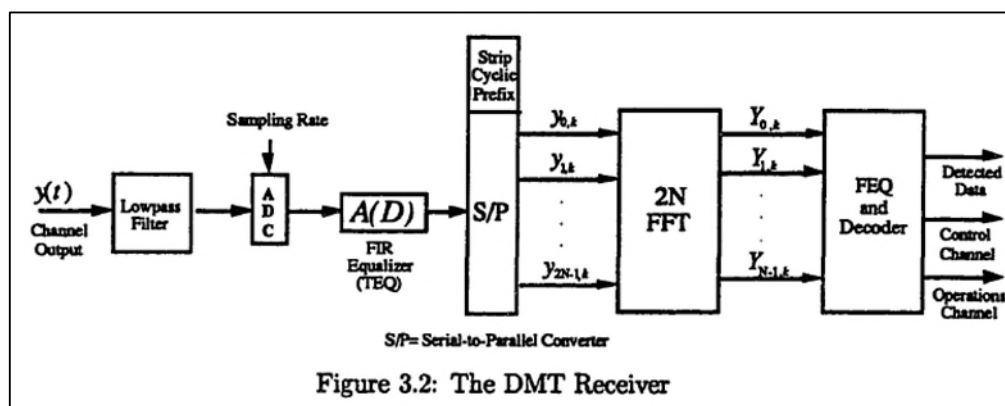 Strip
Cyclic
Prefix
Sampling Rate
y(t)
Channel
Output
Lowpass
Filter
A
D
C
A(D)
FIR
Equalizer
(TEQ)
S/P
y0,k
y1,k
y2N-1,k
2N
FFT
Y0,k
Y1,k
YN-1,k
FEQ
and
Decoder
Detected
Data
Control
Channel
Operations
Channel
S/P= Serial-to-Parallel Converter
Figure 3.2: The DMT Receiver